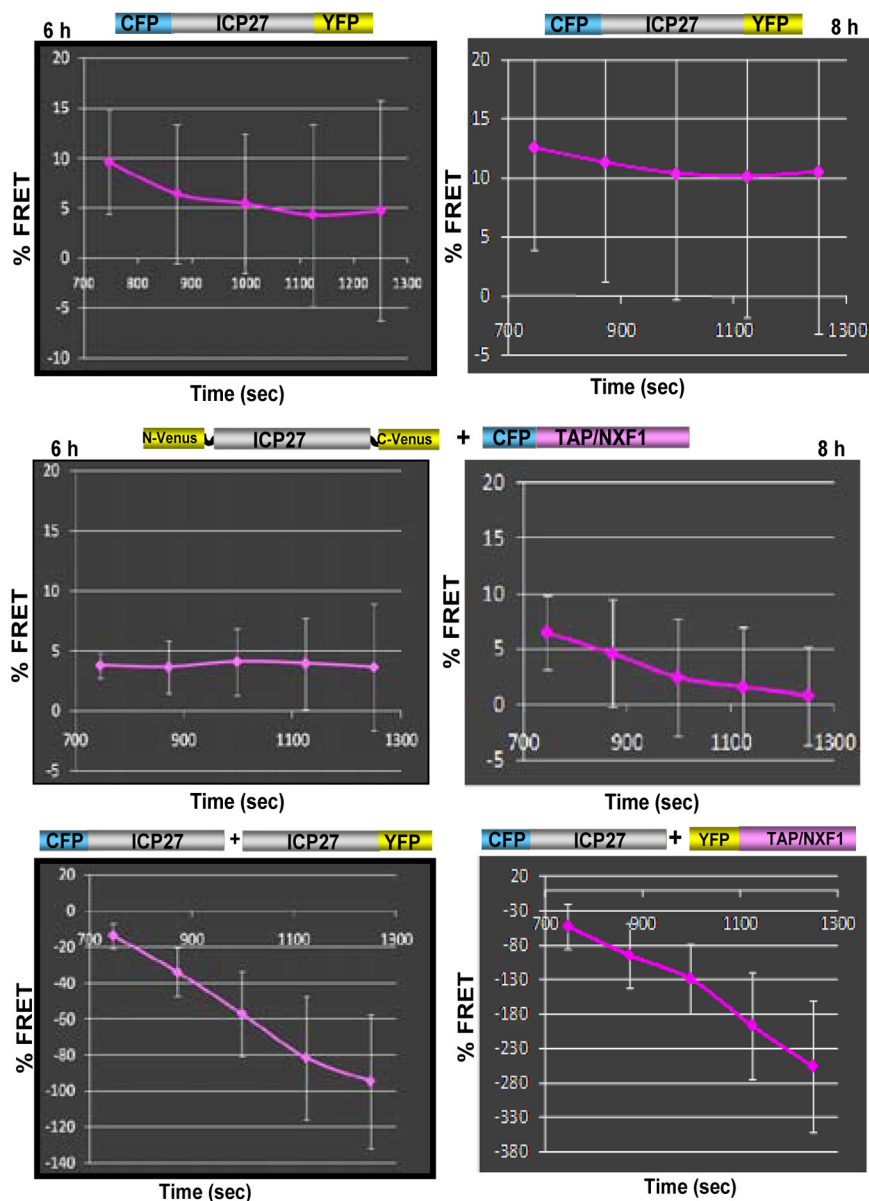 CFP ICP27 YFP CFP ICP27 YFP
6 h 8 h
20 20
15 15
10 10
5 5
0 0
-5 -5
-10
700 800 900 1000 1100 1200 1300 700 900 1100 1300
% FRET % FRET
Time (sec) Time (sec)
N-Venus ICP27 C-Venus + CFP TAP/NXF1
6 h 8 h
20 20
15 15
10 10
5 5
0 0
-5 -5
700 900 1100 1300 700 900 1100 1300
% FRET % FRET
Time (sec) Time (sec)
CFP ICP27 + ICP27 YFP CFP ICP27 + YFP TAP/NXF1
20 20
0 -30
-20 -80
-40 -130
-60 -180
-80 -230
-100 -280
-120 -330
-140 -380
700 900 1100 1300 700 900 1100 1300
% FRET % FRET
Time (sec) Time (sec)